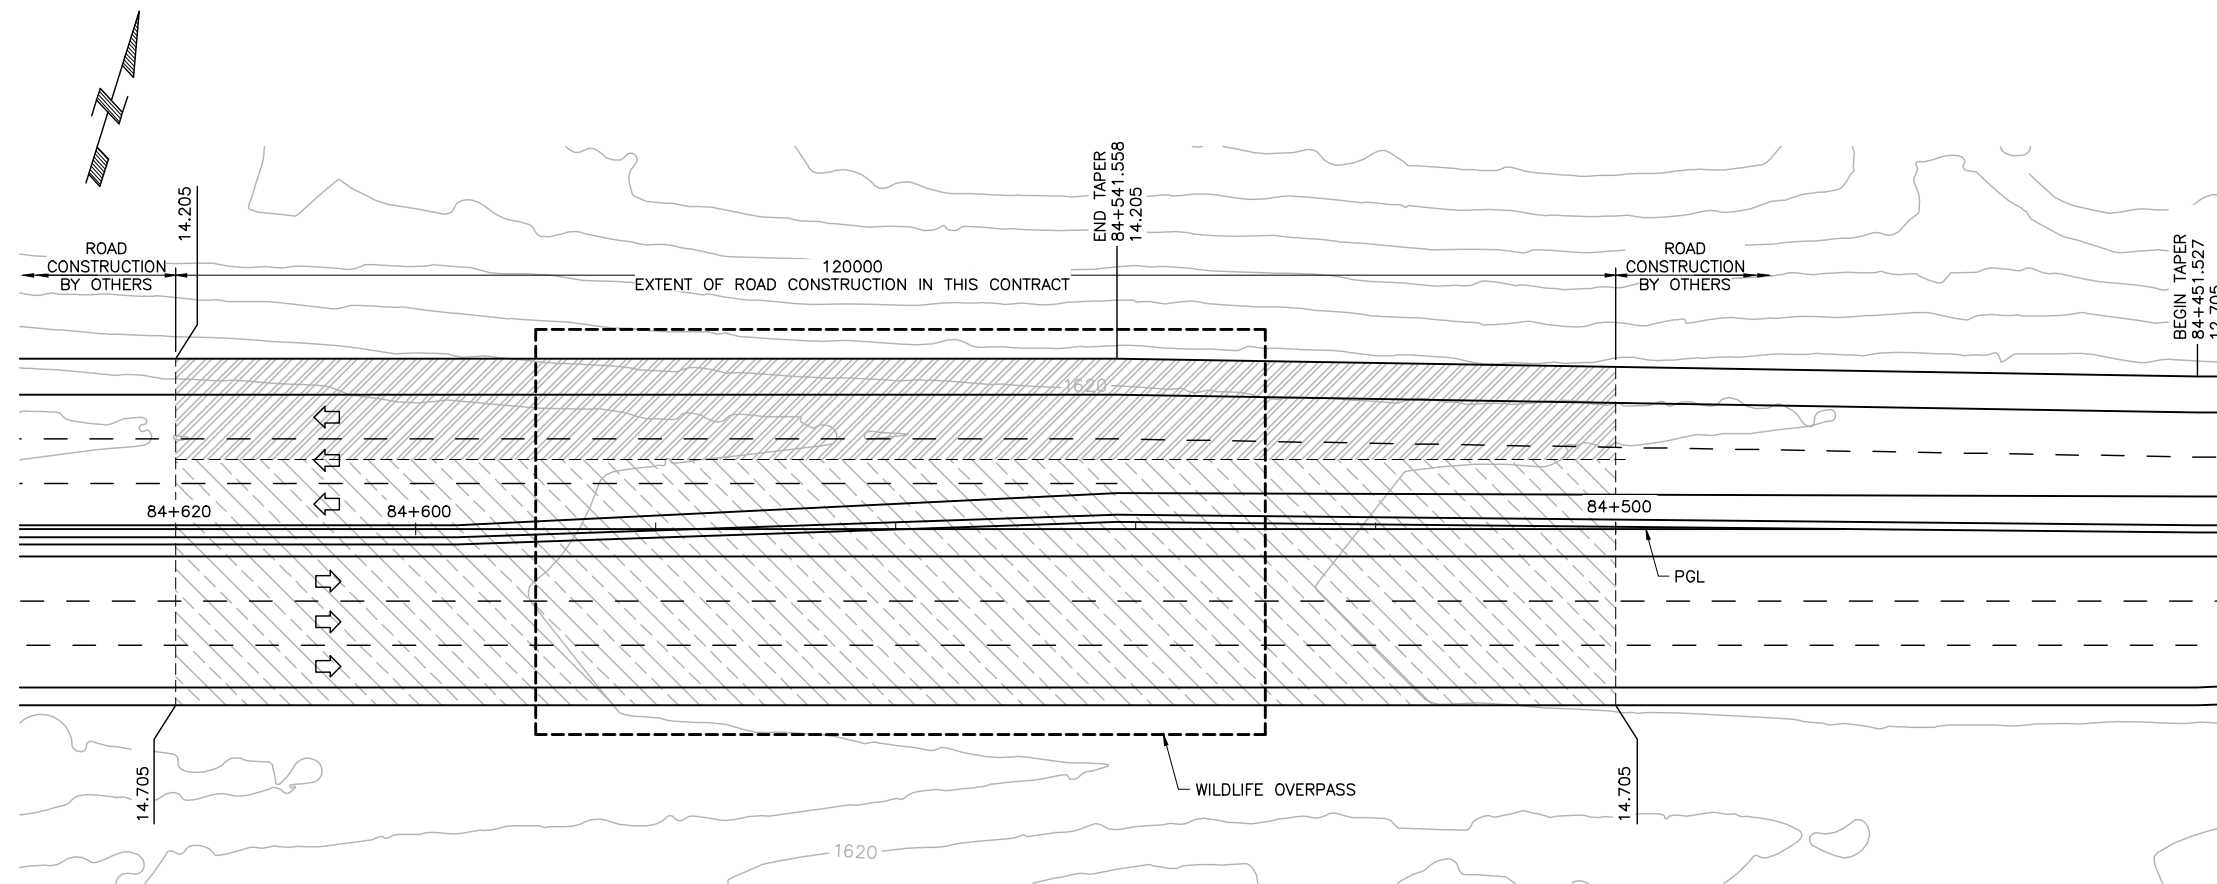 14.205
END TAPER
84+541.558
14.205
BEGIN TAPER
84+451.527
12.705
ROAD
CONSTRUCTION
BY OTHERS
120000
EXTENT OF ROAD CONSTRUCTION IN THIS CONTRACT
ROAD
CONSTRUCTION
BY OTHERS
1620
84+620
84+600
84+500
PGL
14.705
WILDLIFE OVERPASS
14.705
1620